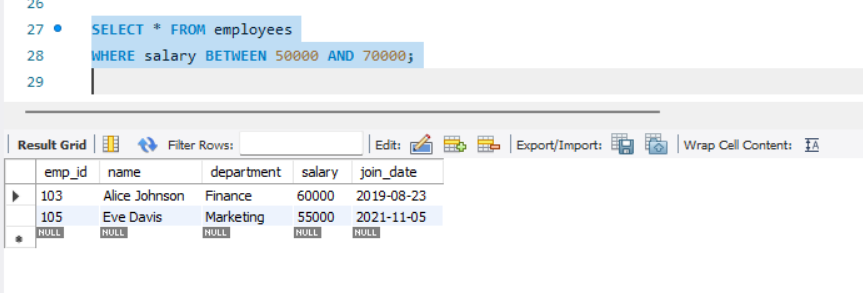 26
27 SELECT * FROM employees
28 WHERE salary BETWEEN 50000 AND 70000;
29
Result Grid Filter Rows: Edit: Export/Import: Wrap Cell Content: IA
emp_id name department salary join_date
103 Alice Johnson Finance 60000 2019-08-23
105 Eve Davis Marketing 55000 2021-11-05
NULL NULL NULL NULL NULL